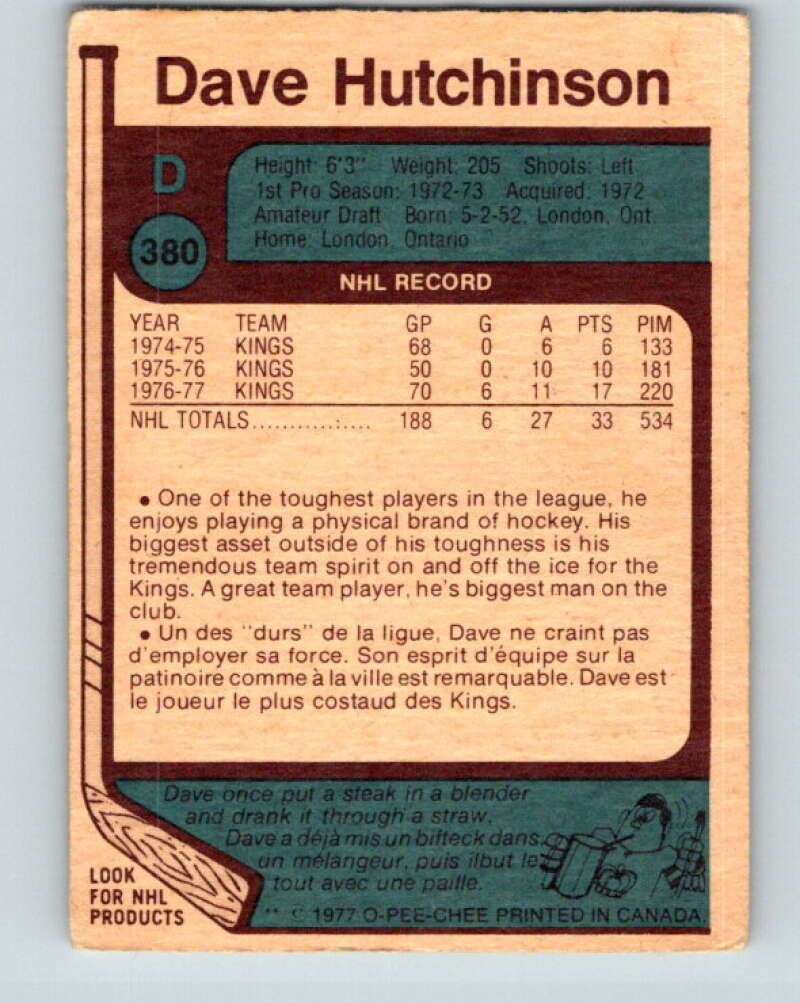 Dave Hutchinson
D
380
Height: 6'3" Weight: 205 Shoots: Left
1st Pro Season: 1972-73 Acquired: 1972
Amateur Draft Born: 5-2-52, London, Ont.
Home: London, Ontario
NHL RECORD
YEAR TEAM GP G A PTS PIM
1974-75 KINGS 68 0 6 6 133
1975-76 KINGS 50 0 10 10 181
1976-77 KINGS 70 6 11 17 220
NHL TOTALS................ 188 6 27 33 534
• One of the toughest players in the league, he
enjoys playing a physical brand of hockey. His
biggest asset outside of his toughness is his
tremendous team spirit on and off the ice for the
Kings. A great team player, he's biggest man on the
club.
• Un des "durs" de la ligue, Dave ne craint pas
d'employer sa force. Son esprit d'équipe sur la
patinoire comme à la ville est remarquable. Dave est
le joueur le plus costaud des Kings.
Dave once put a steak in a blender
and drank it through a straw.
Dave a déjà mis un bifteck dans
un mélangeur, puis il but le
tout avec une paille.
LOOK
FOR NHL
PRODUCTS
** © 1977 O-PEE-CHEE PRINTED IN CANADA.